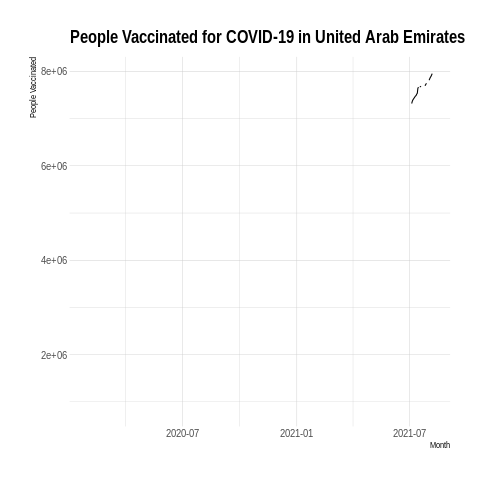 People Vaccinated for COVID-19 in United Arab Emirates
People Vaccinated
8e+06
6e+06
4e+06
2e+06
2020-07 2021-01 2021-07
Month